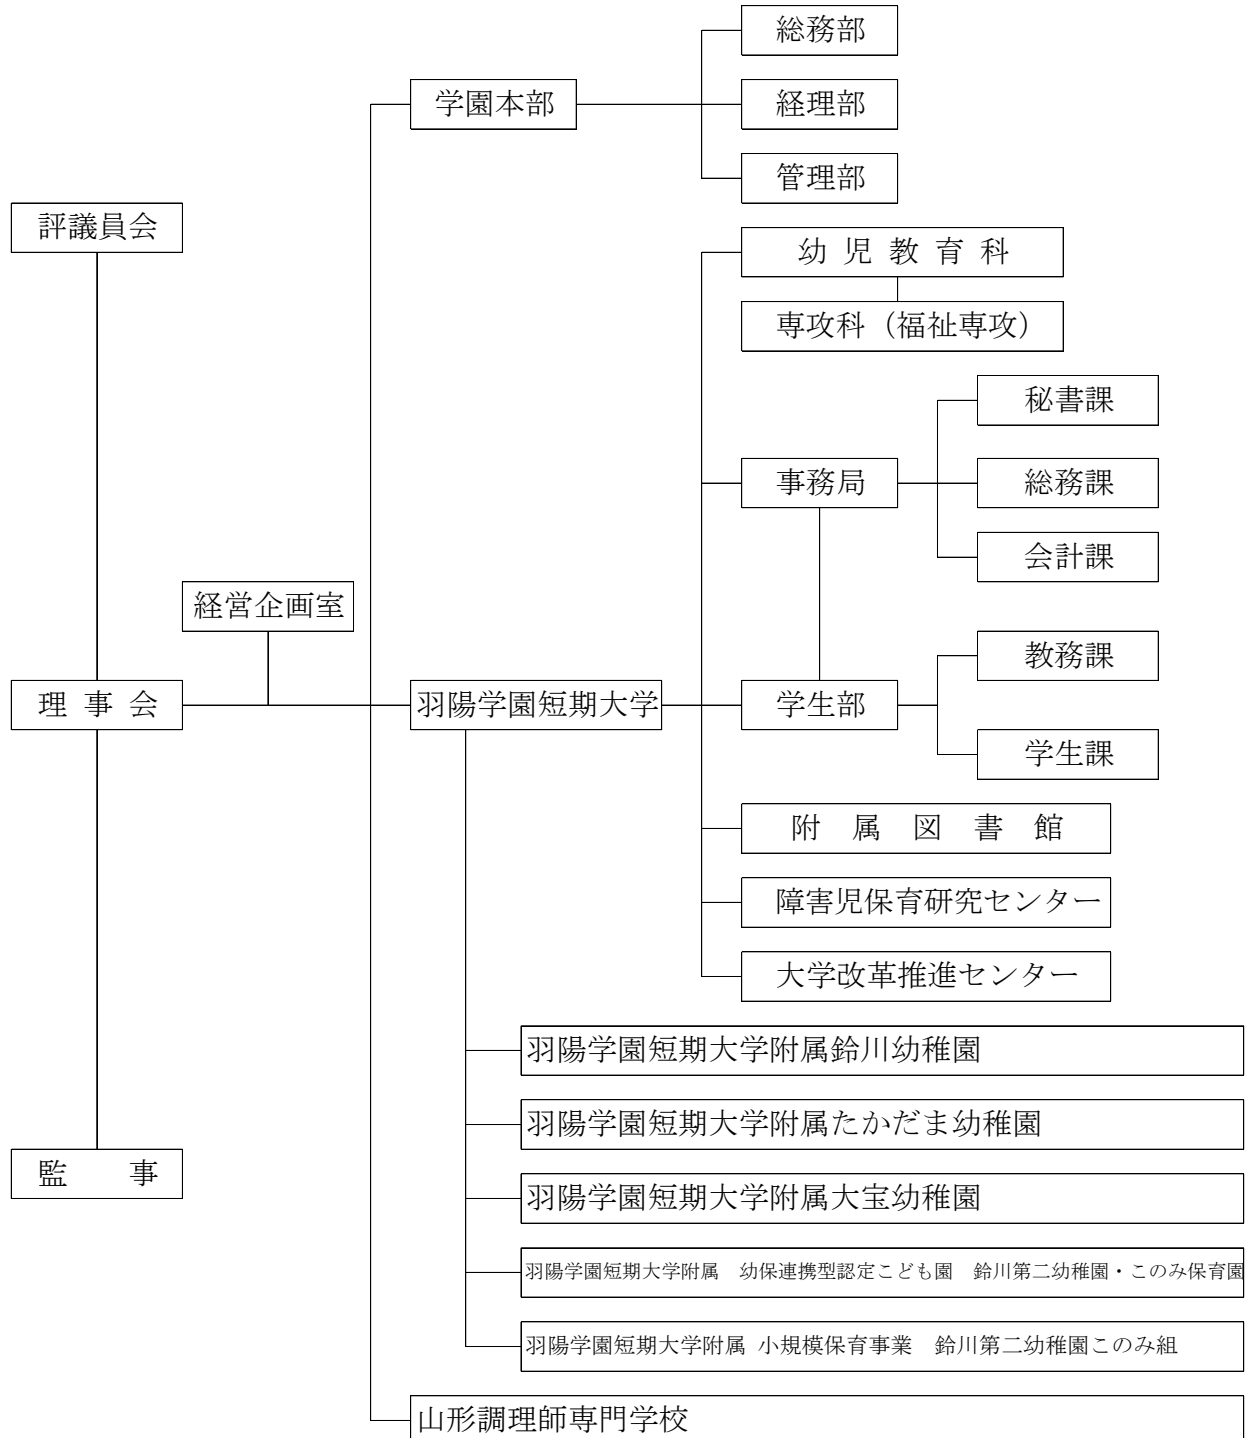 総務部
学園本部
経理部
管理部
評議員会
幼 児 教 育 科
専攻科（福祉専攻）
秘書課
事務局
総務課
会計課
経営企画室
教務課
理 事 会
羽陽学園短期大学
学生部
学生課
附 属 図 書 館
障害児保育研究センター
大学改革推進センター
羽陽学園短期大学附属鈴川幼稚園
羽陽学園短期大学附属たかだま幼稚園
監 事
羽陽学園短期大学附属大宝幼稚園
羽陽学園短期大学附属　幼保連携型認定こども園　鈴川第二幼稚園・このみ保育園
羽陽学園短期大学附属 小規模保育事業　鈴川第二幼稚園このみ組
山形調理師専門学校